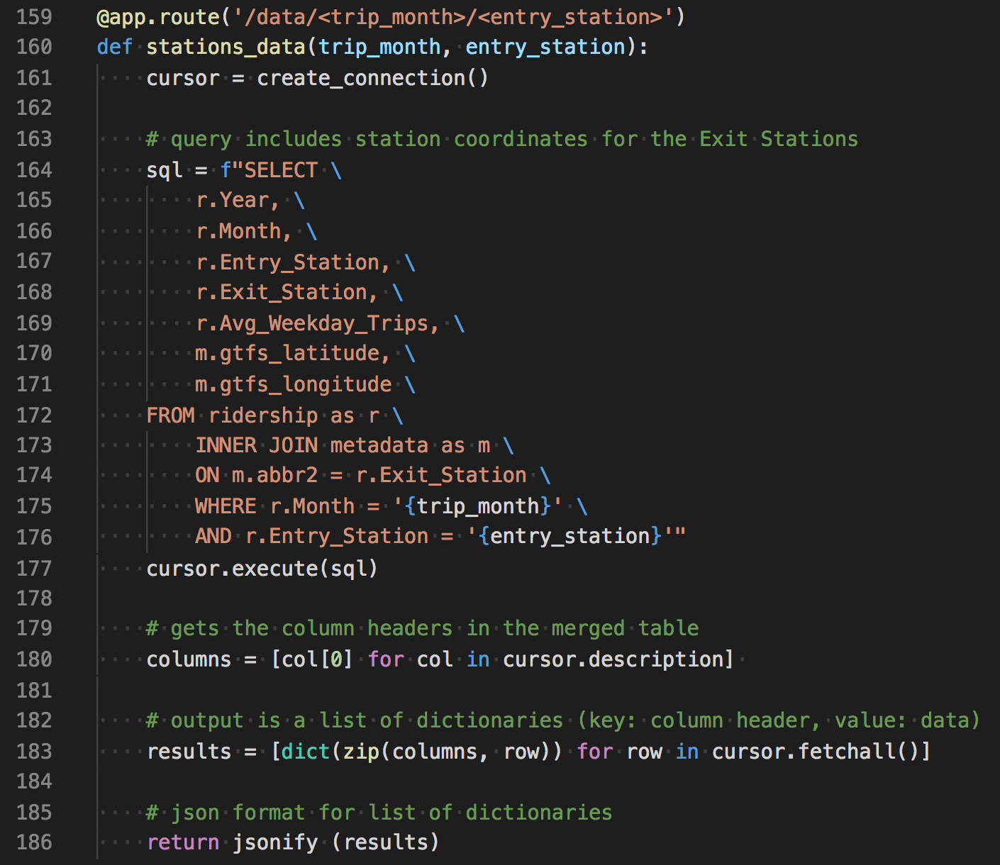 159 @app.route('/data/<trip_month>/<entry_station>')
160 def stations_data(trip_month, entry_station):
161     cursor = create_connection()
162
163     # query includes station coordinates for the Exit Stations
164     sql = f"SELECT \
165         r.Year, \
166         r.Month, \
167         r.Entry_Station, \
168         r.Exit_Station, \
169         r.Avg_Weekday_Trips, \
170         m.gtfs_latitude, \
171         m.gtfs_longitude \
172     FROM ridership as r \
173         INNER JOIN metadata as m \
174         ON m.abbr2 = r.Exit_Station \
175         WHERE r.Month = '{trip_month}' \
176         AND r.Entry_Station = '{entry_station}'"
177     cursor.execute(sql)
178
179     # gets the column headers in the merged table
180     columns = [col[0] for col in cursor.description]
181
182     # output is a list of dictionaries (key: column header, value: data)
183     results = [dict(zip(columns, row)) for row in cursor.fetchall()]
184
185     # json format for list of dictionaries
186     return jsonify (results)